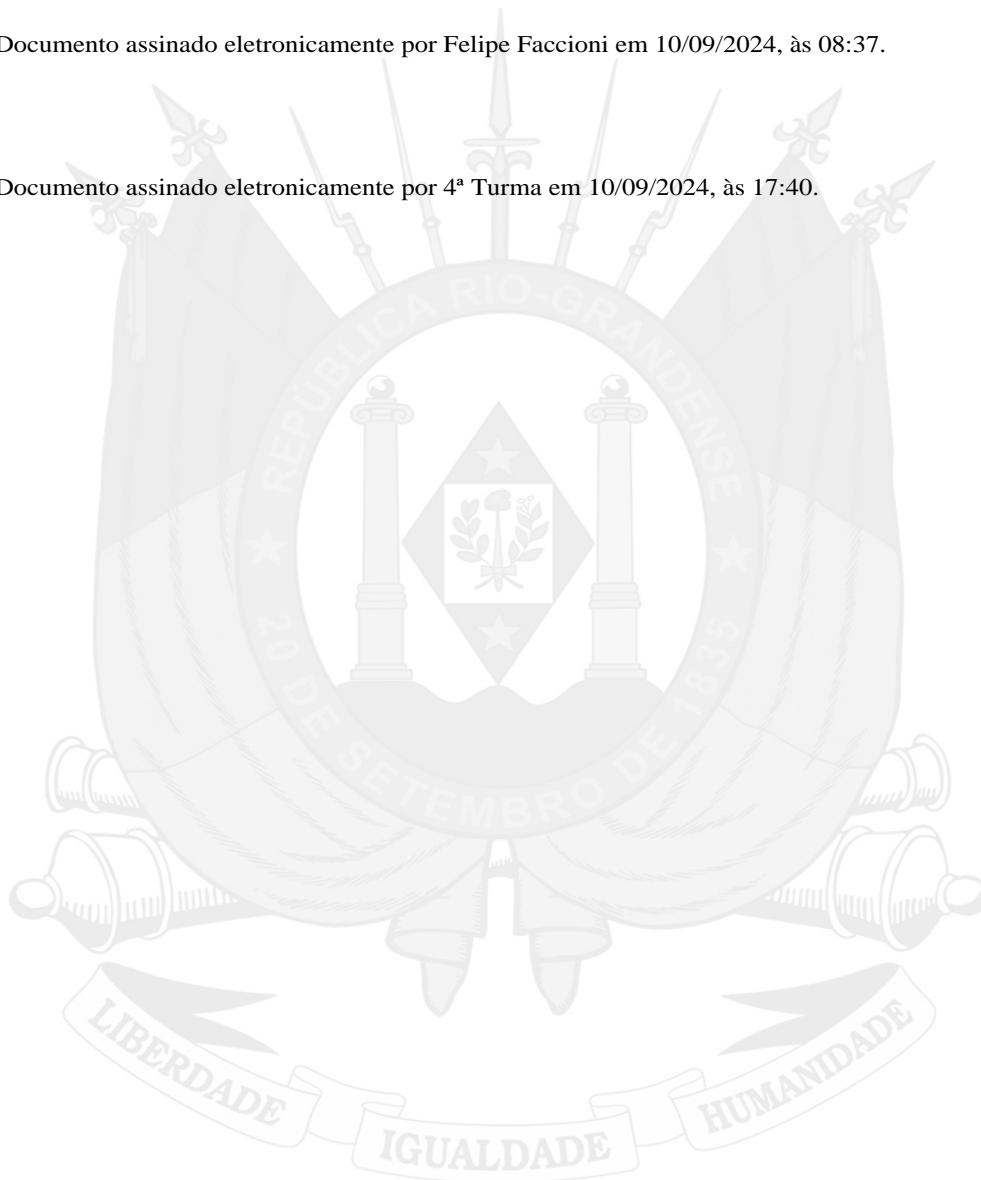 Documento assinado eletronicamente por Felipe Faccioni em 10/09/2024, às 08:37.
Documento assinado eletronicamente por 4ª Turma em 10/09/2024, às 17:40.
REPÚBLICA RIO-GRANDENSE
20 DE SETEMBRO DE 1835
LIBERDADE
IGUALDADE
HUMANIDADE